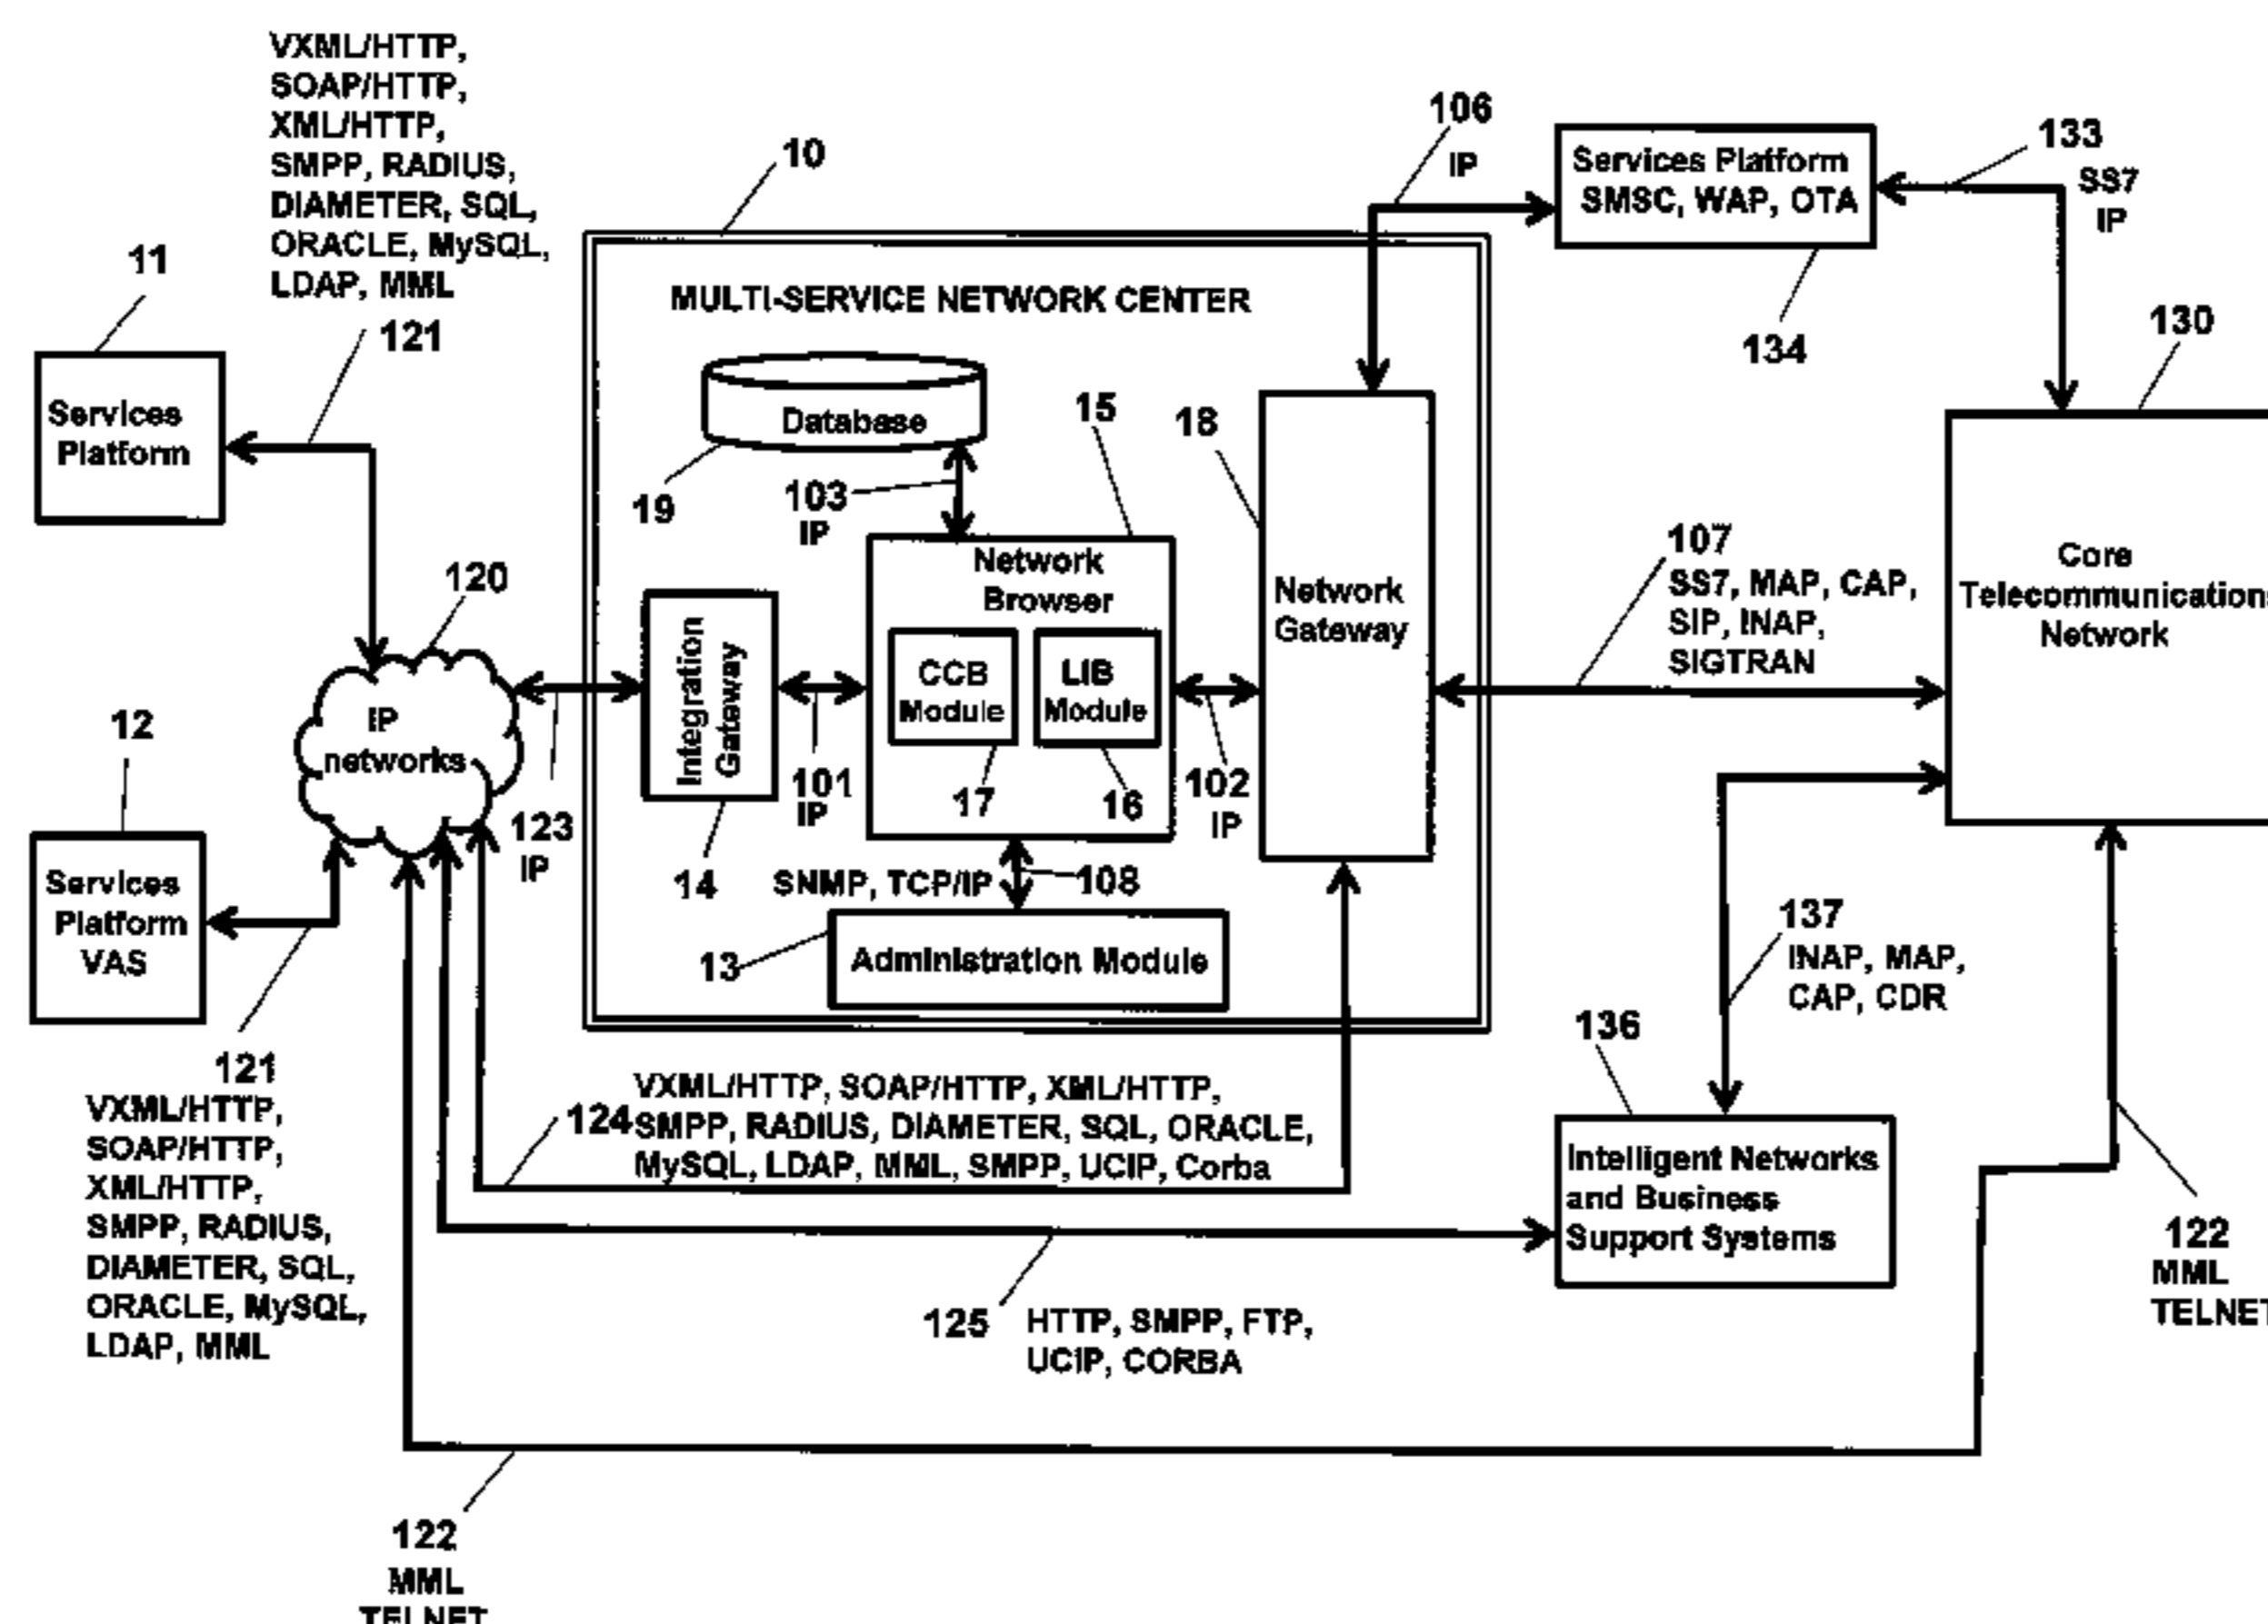 VXML/HTTP,
SOAP/HTTP,
XML/HTTP,
SMPP, RADIUS,
DIAMETER, SQL,
ORACLE, MySQL,
LDAP, MML
121
11
Services
Platform
10
MULTI-SERVICE NETWORK CENTER
106
IP
Services Platform
SMSC, WAP, OTA
134
133
SS7
IP
130
Database
19
103
IP
15
18
Network
Browser
CCB
Module
LIB
Module
17
16
Network
Gateway
107
SS7, MAP, CAP,
SIP, INAP,
SIGTRAN
Core
Telecommunications
Network
120
IP
networks
123
IP
Integration
Gateway
14
101
IP
102
IP
SNMP, TCP/IP
108
13
Administration Module
12
Services
Platform
VAS
121
VXML/HTTP,
SOAP/HTTP,
XML/HTTP,
SMPP, RADIUS,
DIAMETER, SQL,
ORACLE, MySQL,
LDAP, MML
124
VXML/HTTP, SOAP/HTTP, XML/HTTP,
SMPP, RADIUS, DIAMETER, SQL, ORACLE,
MySQL, LDAP, MML, SMPP, UCIP, Corba
137
INAP, MAP,
CAP, CDR
136
Intelligent Networks
and Business
Support Systems
125
HTTP, SMPP, FTP,
UCIP, CORBA
122
MML
TELNET
122
MML
TELNET